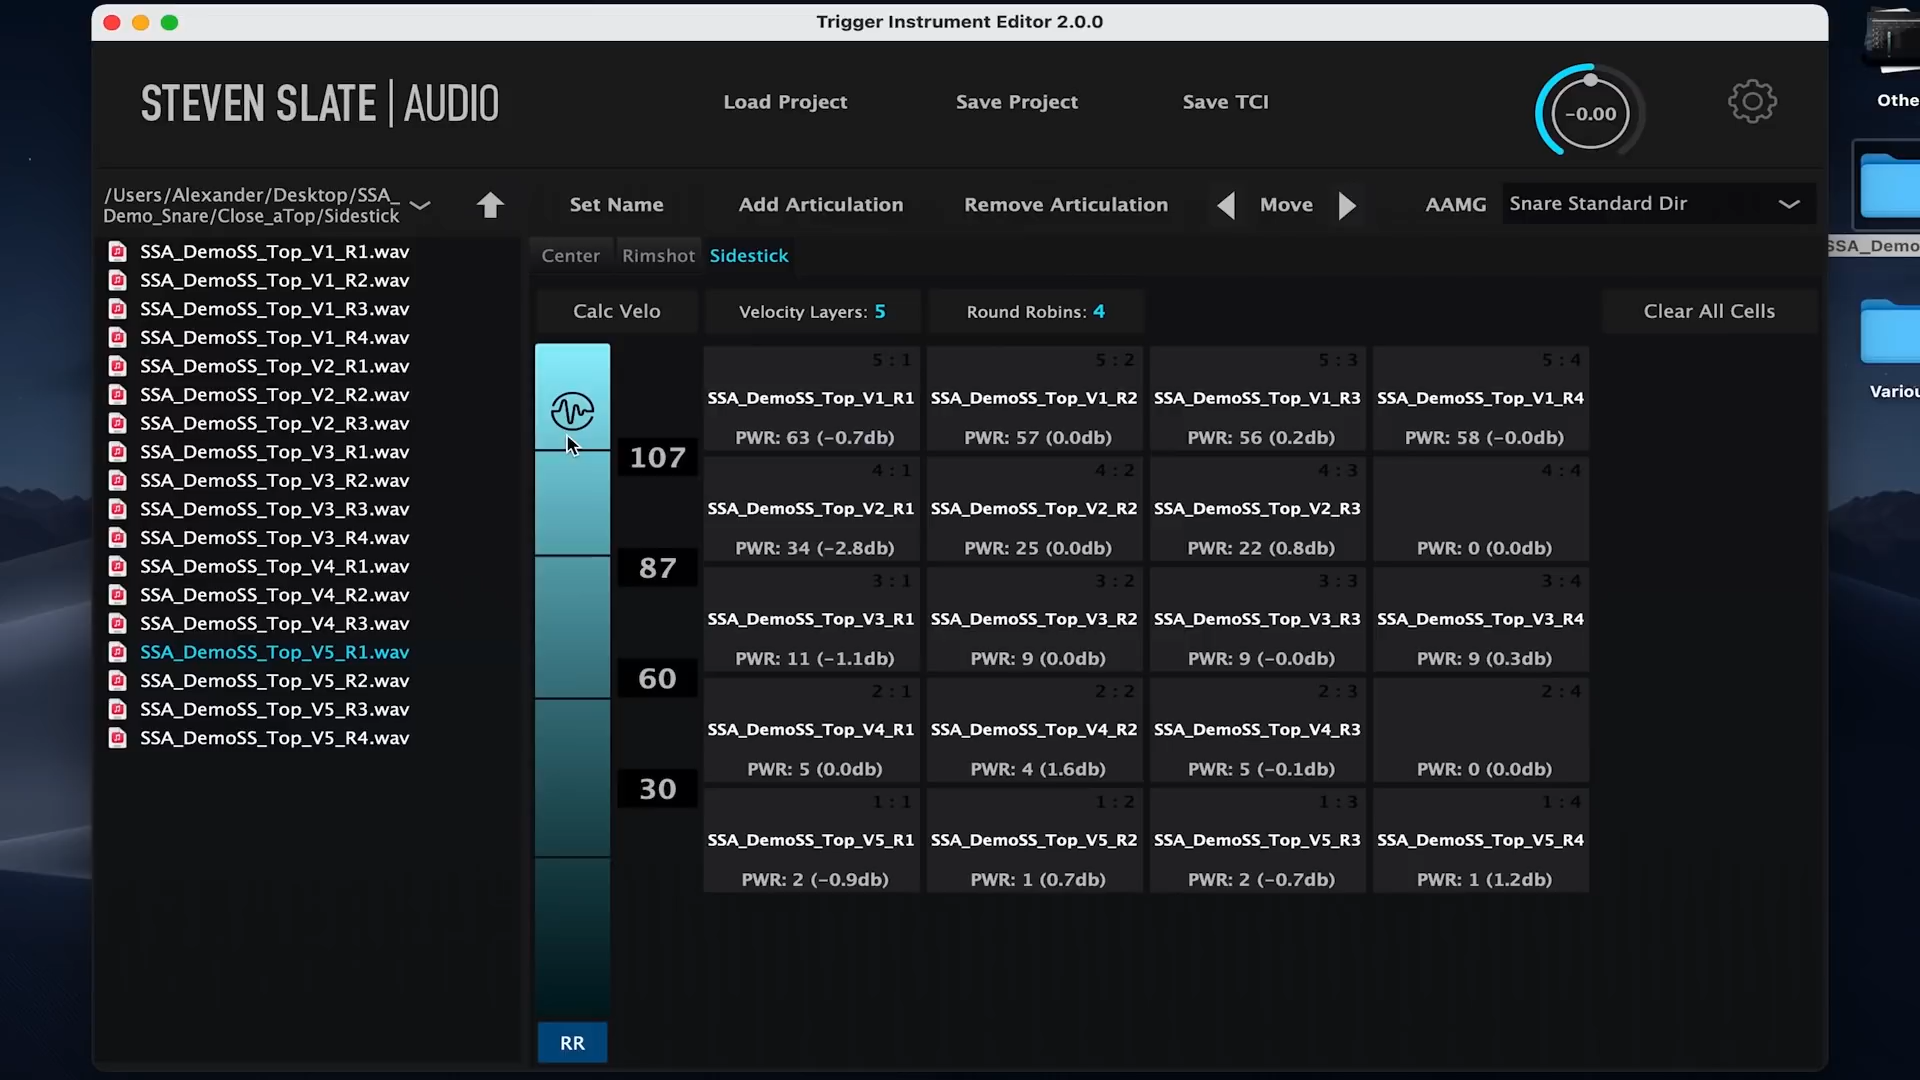 Trigger Instrument Editor 2.0.0
STEVEN SLATE | AUDIO
Load Project
Save Project
Save TCI
-0.00
Othe
/Users/Alexander/Desktop/SSA_
Demo_Snare/Close_aTop/Sidestick
Set Name
Add Articulation
Remove Articulation
Move
AAMG
Snare Standard Dir
SSA_Demo
Variou
SSA_DemoSS_Top_V1_R1.wav
SSA_DemoSS_Top_V1_R2.wav
SSA_DemoSS_Top_V1_R3.wav
SSA_DemoSS_Top_V1_R4.wav
SSA_DemoSS_Top_V2_R1.wav
SSA_DemoSS_Top_V2_R2.wav
SSA_DemoSS_Top_V2_R3.wav
SSA_DemoSS_Top_V3_R1.wav
SSA_DemoSS_Top_V3_R2.wav
SSA_DemoSS_Top_V3_R3.wav
SSA_DemoSS_Top_V3_R4.wav
SSA_DemoSS_Top_V4_R1.wav
SSA_DemoSS_Top_V4_R2.wav
SSA_DemoSS_Top_V4_R3.wav
SSA_DemoSS_Top_V5_R1.wav
SSA_DemoSS_Top_V5_R2.wav
SSA_DemoSS_Top_V5_R3.wav
SSA_DemoSS_Top_V5_R4.wav
Center
Rimshot
Sidestick
Calc Velo
Velocity Layers: 5
Round Robins: 4
Clear All Cells
107
87
60
30
RR
5 : 1
SSA_DemoSS_Top_V1_R1
PWR: 63 (-0.7db)
5 : 2
SSA_DemoSS_Top_V1_R2
PWR: 57 (0.0db)
5 : 3
SSA_DemoSS_Top_V1_R3
PWR: 56 (0.2db)
5 : 4
SSA_DemoSS_Top_V1_R4
PWR: 58 (-0.0db)
4 : 1
SSA_DemoSS_Top_V2_R1
PWR: 34 (-2.8db)
4 : 2
SSA_DemoSS_Top_V2_R2
PWR: 25 (0.0db)
4 : 3
SSA_DemoSS_Top_V2_R3
PWR: 22 (0.8db)
4 : 4
PWR: 0 (0.0db)
3 : 1
SSA_DemoSS_Top_V3_R1
PWR: 11 (-1.1db)
3 : 2
SSA_DemoSS_Top_V3_R2
PWR: 9 (0.0db)
3 : 3
SSA_DemoSS_Top_V3_R3
PWR: 9 (-0.0db)
3 : 4
SSA_DemoSS_Top_V3_R4
PWR: 9 (0.3db)
2 : 1
SSA_DemoSS_Top_V4_R1
PWR: 5 (0.0db)
2 : 2
SSA_DemoSS_Top_V4_R2
PWR: 4 (1.6db)
2 : 3
SSA_DemoSS_Top_V4_R3
PWR: 5 (-0.1db)
2 : 4
PWR: 0 (0.0db)
1 : 1
SSA_DemoSS_Top_V5_R1
PWR: 2 (-0.9db)
1 : 2
SSA_DemoSS_Top_V5_R2
PWR: 1 (0.7db)
1 : 3
SSA_DemoSS_Top_V5_R3
PWR: 2 (-0.7db)
1 : 4
SSA_DemoSS_Top_V5_R4
PWR: 1 (1.2db)